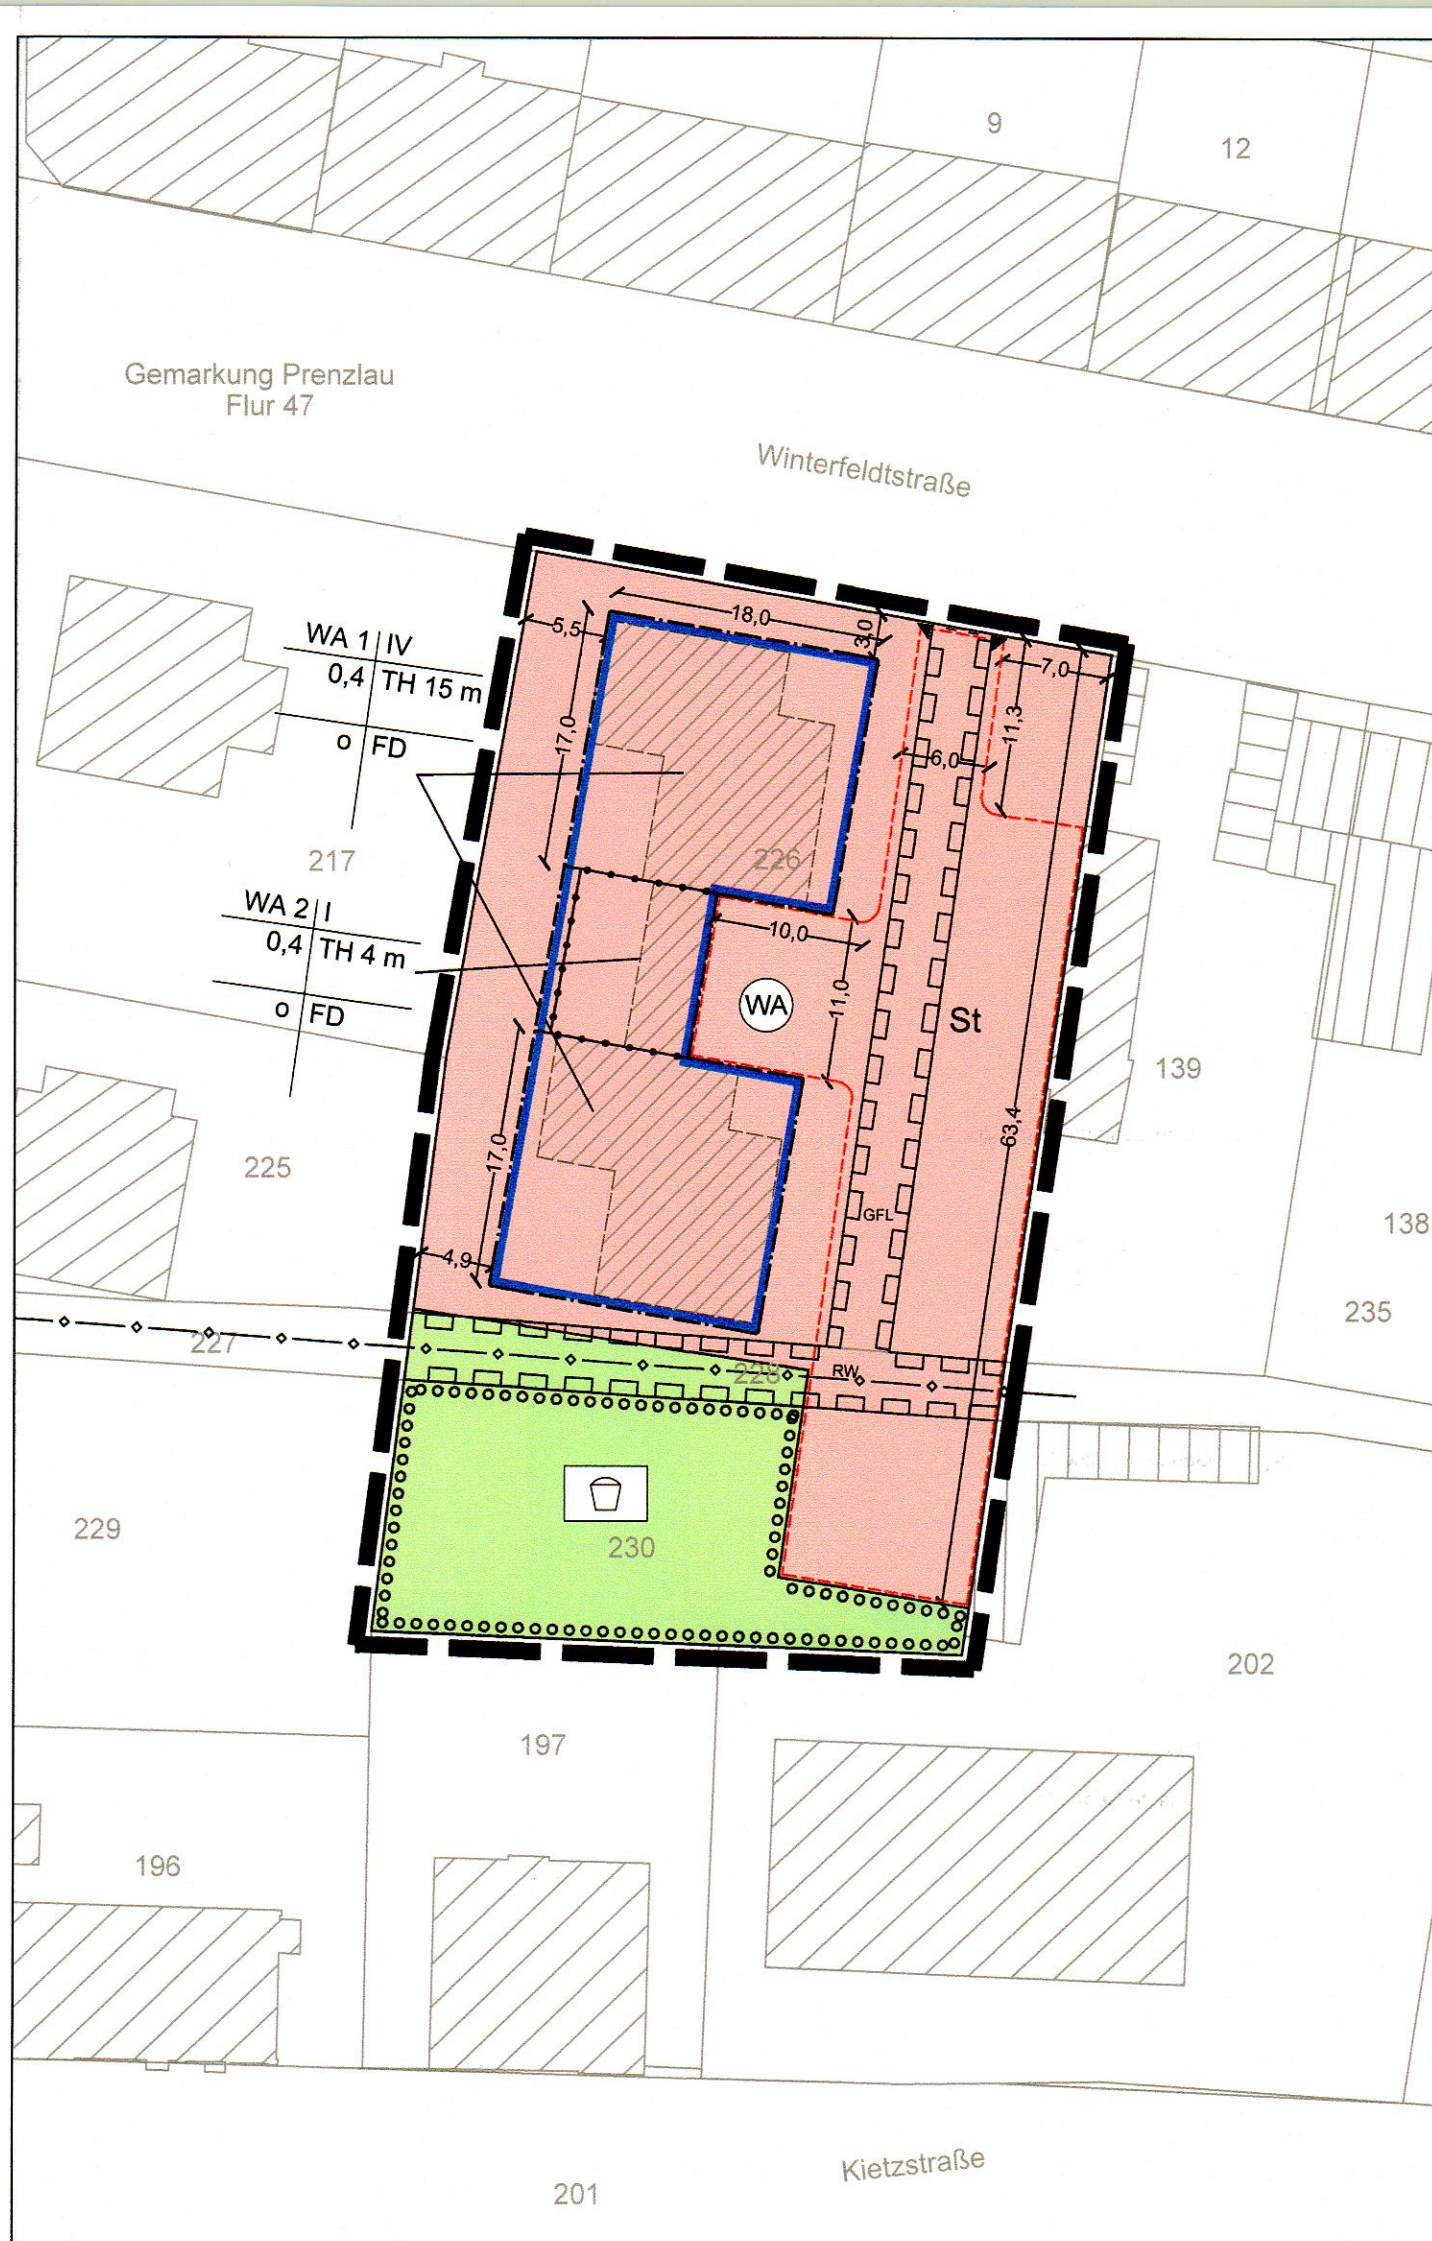 9
12
Gemarkung Prenzlau
Flur 47
Winterfeldtstraße
18,0
3,0
5,5
WA 1 IV
0,4 TH 15 m
o FD
7,0
11,3
17,0
6,0
226
217
WA 2 I
0,4 TH 4 m
o FD
10,0
11,0
WA
St
139
63,4
17,0
225
GFL
138
4,9
235
227
228
RW
229
230
202
197
196
Kietzstraße
201